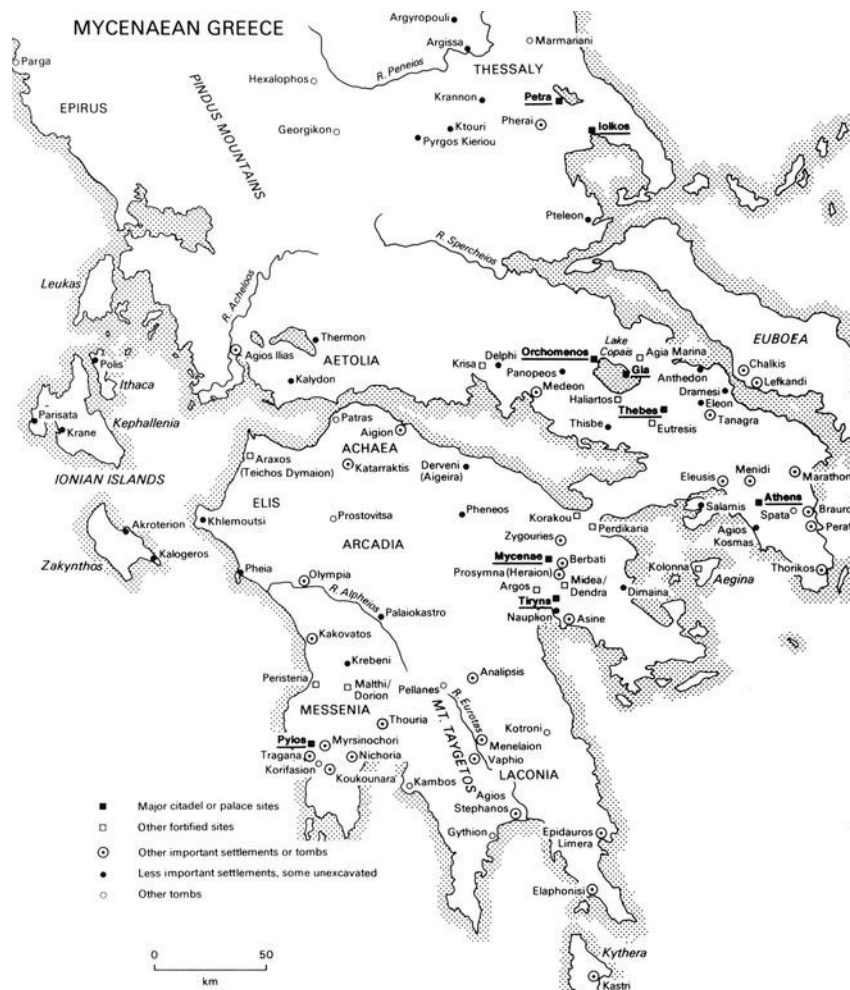 MYCENAEAN GREECE
Argyropouli
Argissa
Marmariani
R. Peneios
THESSALY
Parga
Hexalophos
EPIRUS
PINDUS MOUNTAINS
Krannon
Petra
Georgikon
Ktouri
Pherai
Iolkos
Pyrgos Kieriou
Pteleon
R. Spercheios
Leukas
R. Acheloos
Thermon
Agios Ilias
AETOLIA
Kalydon
Polis
Ithaca
Kephallenia
Parisata
Krane
IONIAN ISLANDS
Orchomenos
Lake
Copais
Agia Marina
EUBOEA
Krisa
Delphi
Panopeos
Gla
Anthedon
Chalkis
Lefkandi
Medeon
Haliartos
Dramesi
Eleon
Thebes
Tanagra
Thisbe
Eutresis
Patras
Aigion
ACHAEA
Araxos
(Teichos Dymaion)
Katarraktis
Derveni
(Aigeira)
Eleusis
Menidi
Marathon
ELIS
Athens
Khlemoutsi
Prostovitsa
Pheneos
Korakou
Perdikaria
Salamis
Spata
Brauro
Perat
Agios
Kosmas
Akroterion
Zakynthos
Kalogeros
ARCADIA
Zygouries
Mycenae
Berbati
Prosymna (Heraion)
Kolonna
Aegina
Thorikos
Pheia
Olympia
Argos
Midea/
Dendra
R. Alpheios
Palaiokastro
Tiryns
Dimaina
Nauplion
Asine
Kakovatos
Krebeni
Peristeria
Malthi/
Dorion
Pellanes
Analipsis
MESSENIA
R. Eurotas
MT. TAYGETOS
Thouria
Kotroni
Pylos
Myrsinochori
Menelaion
Tragana
Nichoria
Vaphio
Korifasion
Koukounara
LACONIA
Kambos
Agios
Stephanos
Gythion
Epidauros
Limera
Elaphonisi
Kythera
Kastri
Major citadel or palace sites
Other fortified sites
Other important settlements or tombs
Less important settlements, some unexcavated
Other tombs
0
50
km